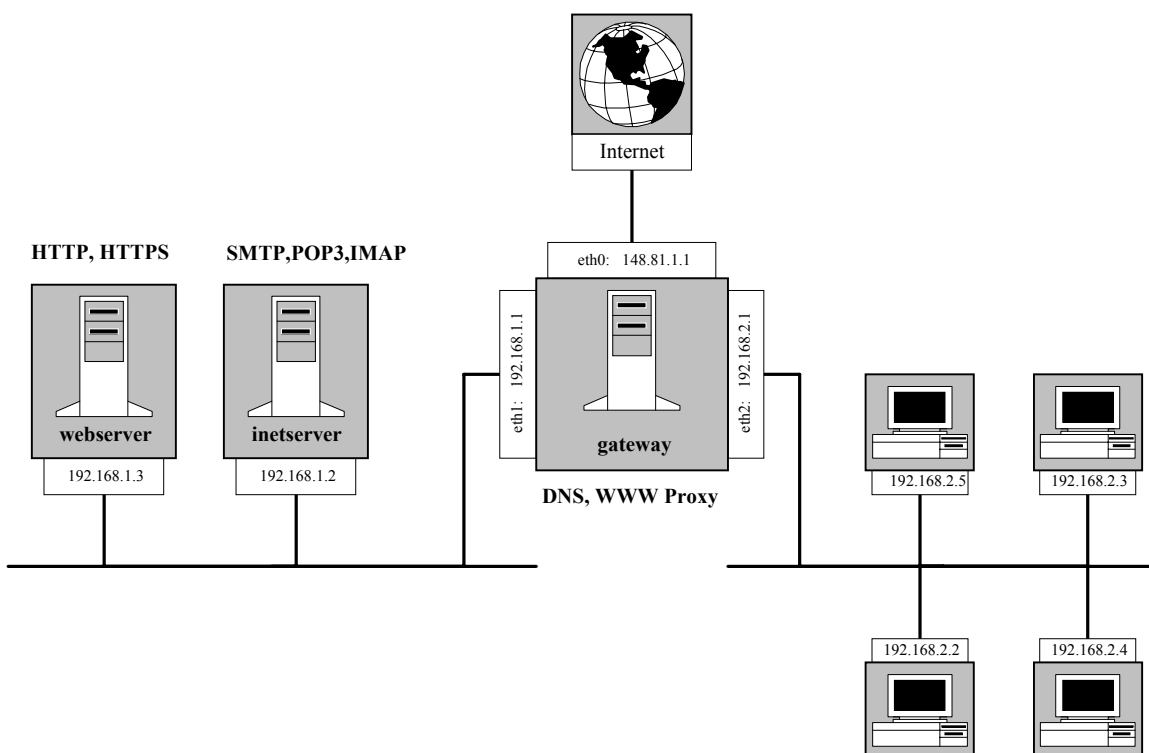 Internet
eth0: 148.81.1.1
HTTP, HTTPS
SMTP,POP3,IMAP
eth1: 192.168.1.1
eth2: 192.168.2.1
webserver
inetserver
gateway
192.168.1.3
192.168.1.2
192.168.2.5
192.168.2.3
DNS, WWW Proxy
192.168.2.2
192.168.2.4